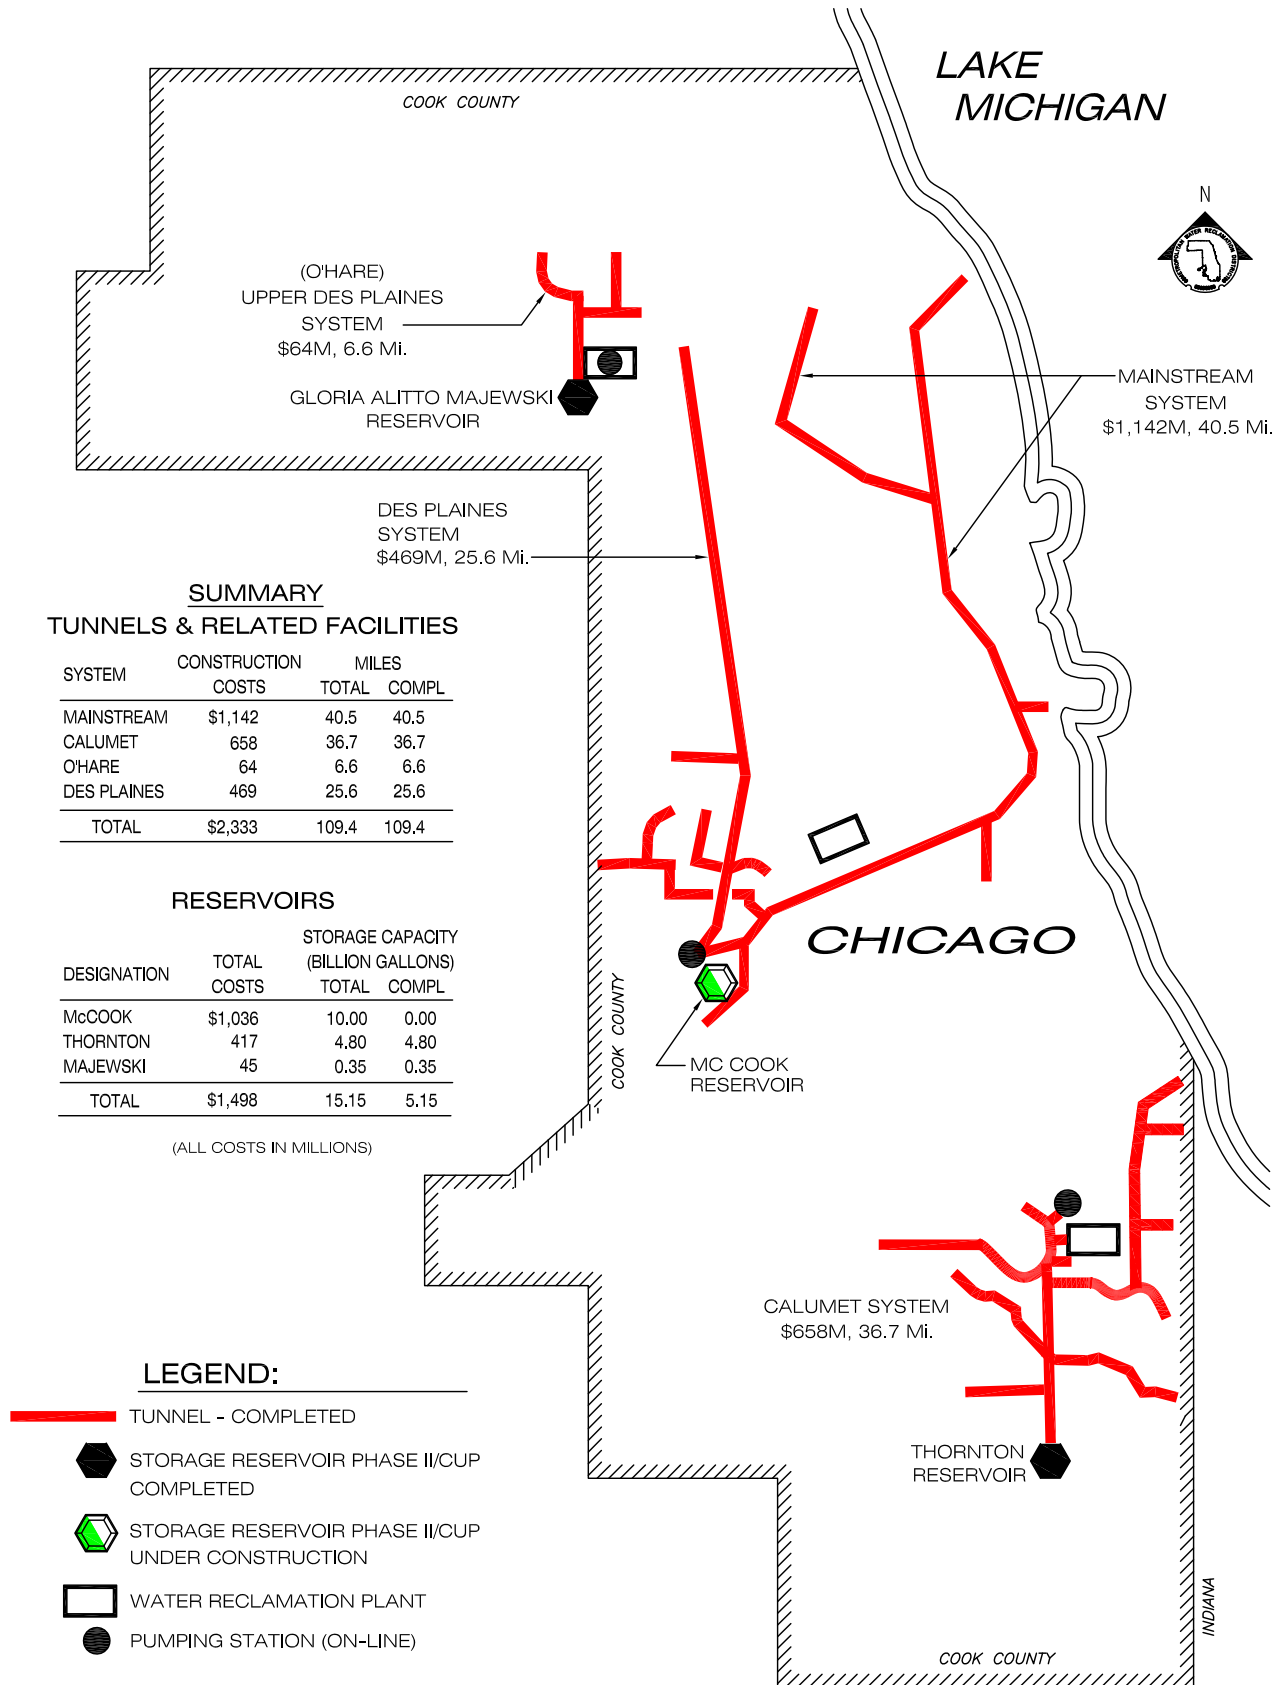 LAKE
MICHIGAN
COOK COUNTY
N
(O'HARE)
UPPER DES PLAINES
SYSTEM
$64M, 6.6 Mi.
GLORIA ALITTO MAJEWSKI
RESERVOIR
MAINSTREAM
SYSTEM
$1,142M, 40.5 Mi.
DES PLAINES
SYSTEM
$469M, 25.6 Mi.
SUMMARY
TUNNELS & RELATED FACILITIES
SYSTEM CONSTRUCTION COSTS MILES
TOTAL COMPL
MAINSTREAM $1,142 40.5 40.5
CALUMET 658 36.7 36.7
O'HARE 64 6.6 6.6
DES PLAINES 469 25.6 25.6
TOTAL $2,333 109.4 109.4
RESERVOIRS
DESIGNATION TOTAL COSTS STORAGE CAPACITY
(BILLION GALLONS)
TOTAL COMPL
McCOOK $1,036 10.00 0.00
THORNTON 417 4.80 4.80
MAJEWSKI 45 0.35 0.35
TOTAL $1,498 15.15 5.15
(ALL COSTS IN MILLIONS)
CHICAGO
COOK COUNTY
MC COOK
RESERVOIR
CALUMET SYSTEM
$658M, 36.7 Mi.
THORNTON
RESERVOIR
LEGEND:
TUNNEL - COMPLETED
STORAGE RESERVOIR PHASE II/CUP
COMPLETED
STORAGE RESERVOIR PHASE II/CUP
UNDER CONSTRUCTION
WATER RECLAMATION PLANT
PUMPING STATION (ON-LINE)
INDIANA
COOK COUNTY